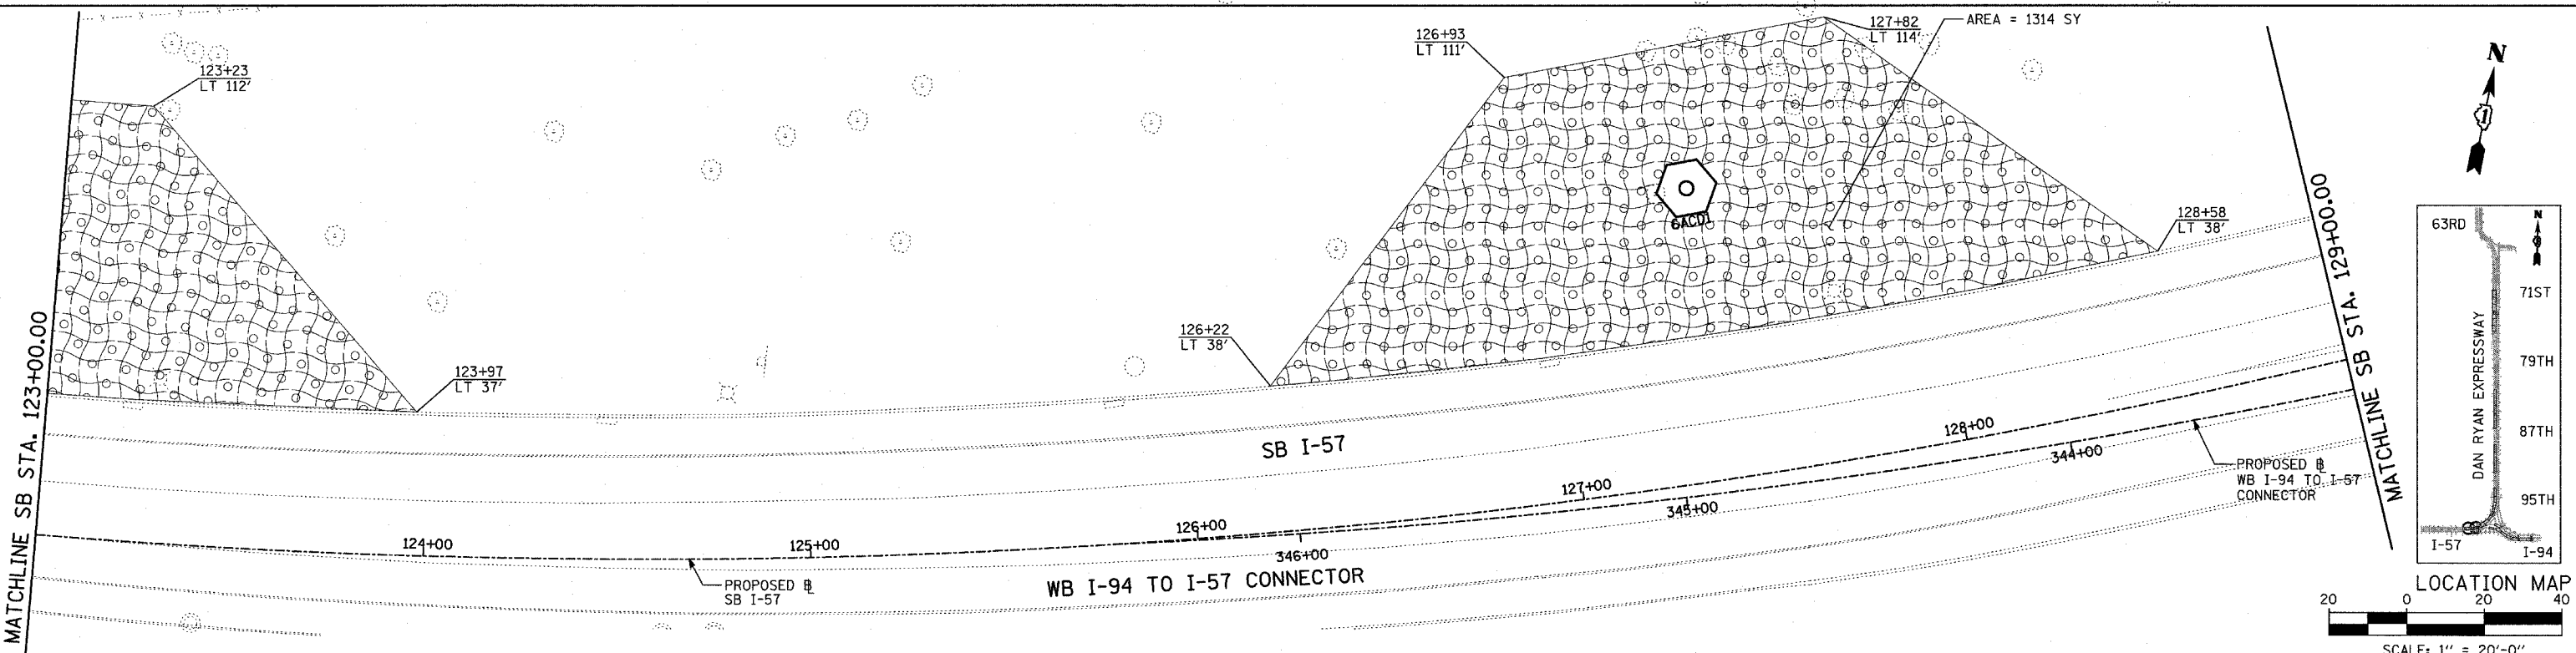 123+23
LT 112'
126+93
LT 111'
127+82
LT 114'
AREA = 1314 SY
N
1
6ACD1
128+58
LT 38'
126+22
LT 38'
123+97
LT 37'
MATCHLINE SB STA. 123+00.00
MATCHLINE SB STA. 129+00.00
SB I-57
124+00
125+00
126+00
127+00
128+00
346+00
345+00
344+00
PROPOSED BL
SB I-57
WB I-94 TO I-57 CONNECTOR
PROPOSED BL
WB I-94 TO I-57
CONNECTOR
63RD
N
71ST
79TH
DAN RYAN EXPRESSWAY
87TH
95TH
I-57
I-94
LOCATION MAP
20 0 20 40
SCALE: 1" = 20'-0"